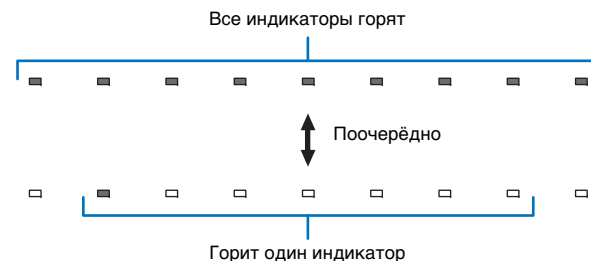 Все индикаторы горят
Поочерёдно
Горит один индикатор